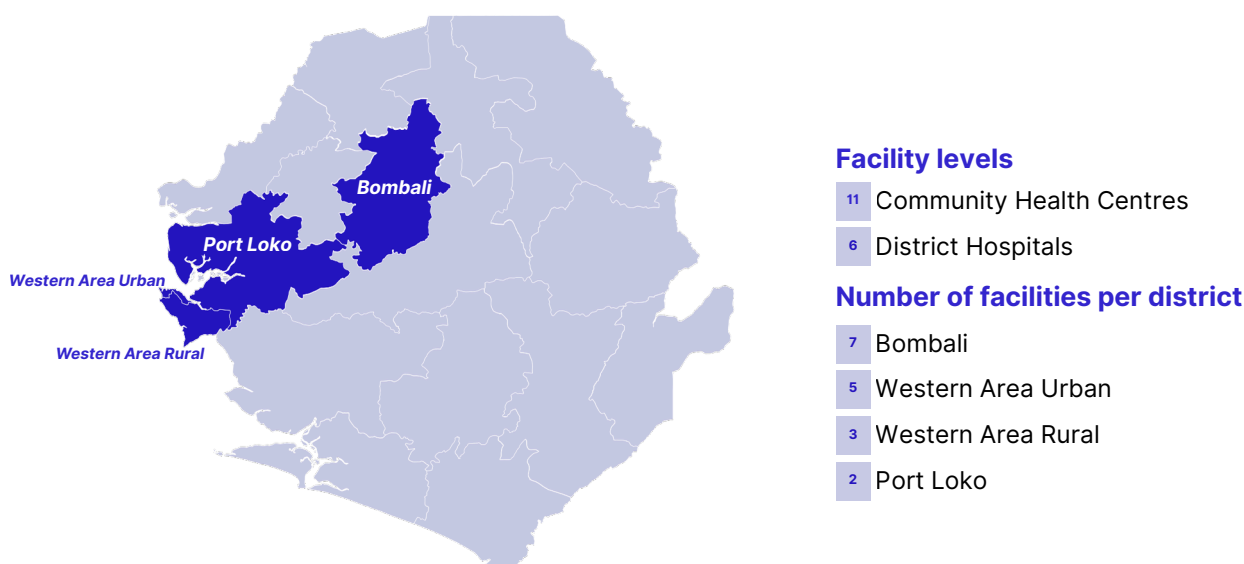 Bombali
Port Loko
Western Area Urban
Western Area Rural
Facility levels
11 Community Health Centres
6 District Hospitals
Number of facilities per district
7 Bombali
5 Western Area Urban
3 Western Area Rural
2 Port Loko